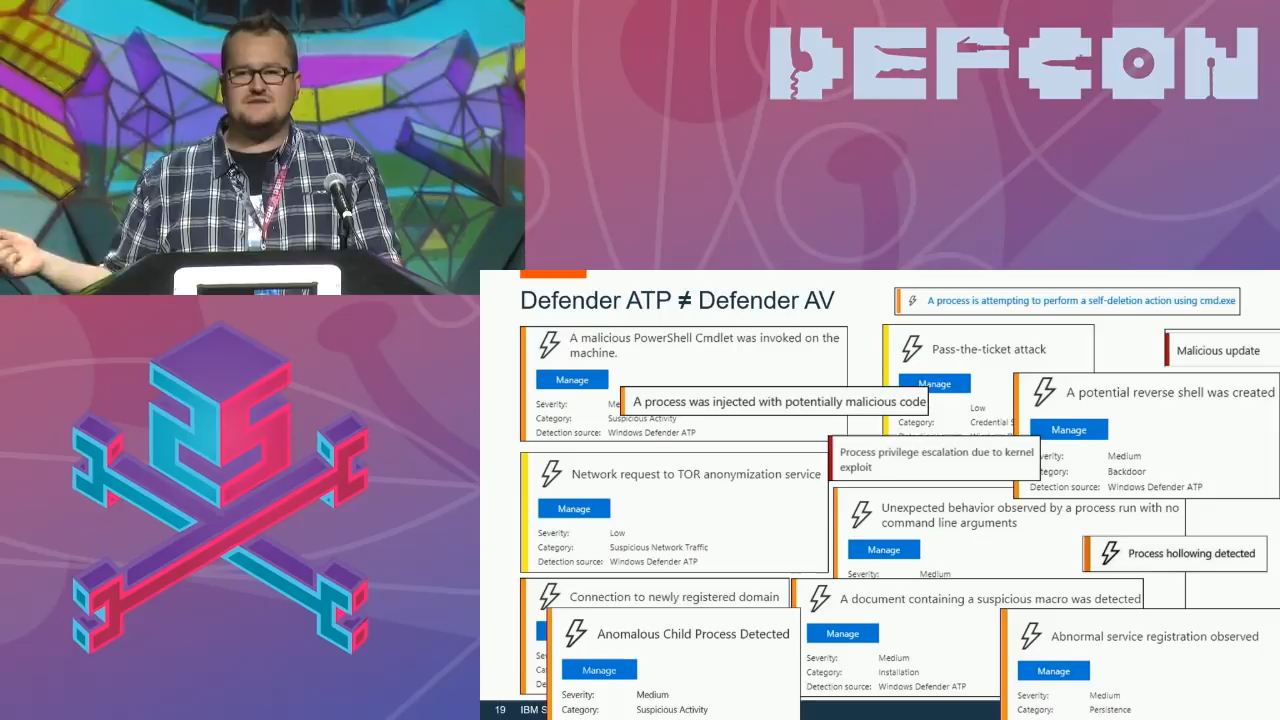 DEFCON
Defender ATP ≠ Defender AV
A process is attempting to perform a self-deletion action using cmd.exe
A malicious PowerShell Cmdlet was invoked on the
machine.
Manage
Severity:
Category: Suspicious Activity
Detection source: Windows Defender ATP
A process was injected with potentially malicious code
Pass-the-ticket attack
Manage
Low
Credential
Malicious update
A potential reverse shell was created
Manage
Medium
Backdoor
Detection source: Windows Defender ATP
Process privilege escalation due to kernel
exploit
Network request to TOR anonymization service
Manage
Severity: Low
Category: Suspicious Network Traffic
Detection source: Windows Defender ATP
Unexpected behavior observed by a process run with no
command line arguments
Manage
Severity: Medium
Process hollowing detected
Connection to newly registered domain
Anomalous Child Process Detected
Manage
Severity: Medium
Category: Suspicious Activity
A document containing a suspicious macro was detected
Manage
Severity: Medium
Category: Installation
Detection source: Windows Defender ATP
Abnormal service registration observed
Manage
Severity: Medium
Category: Persistence
19 IBM S